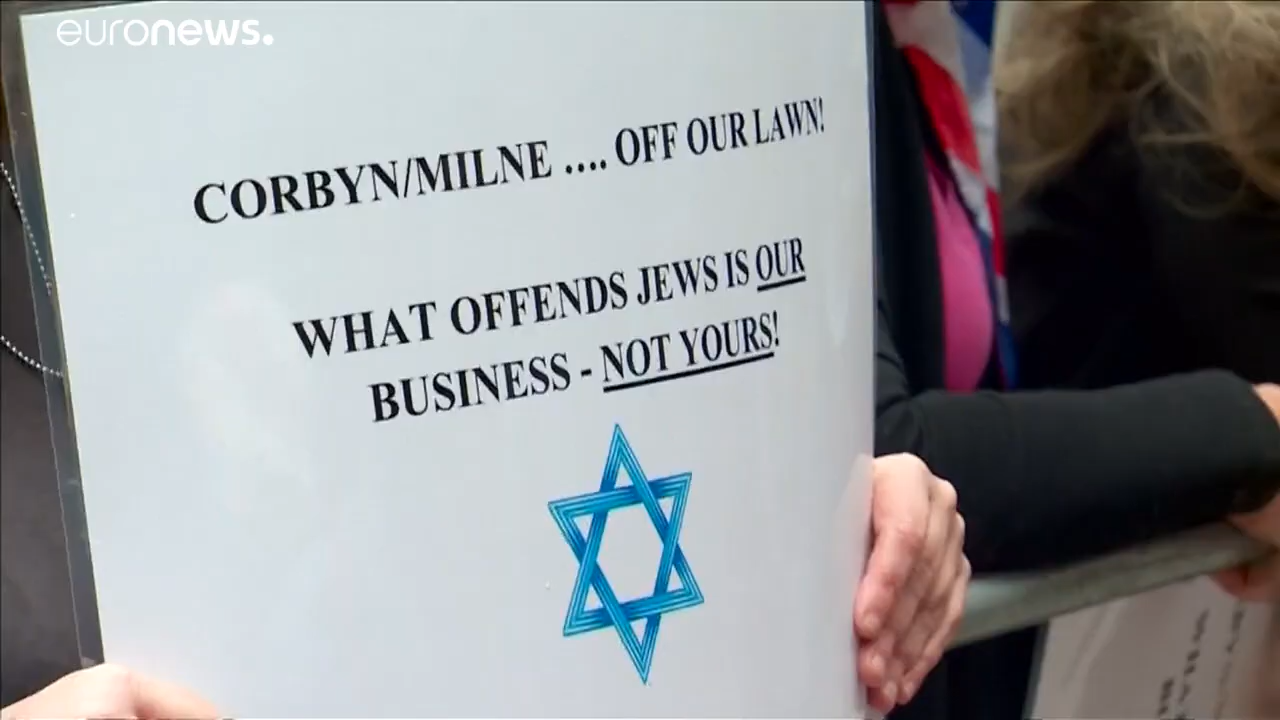 euronews.
CORBYN/MILNE .... OFF OUR LAWN!
WHAT OFFENDS JEWS IS OUR
BUSINESS - NOT YOURS!